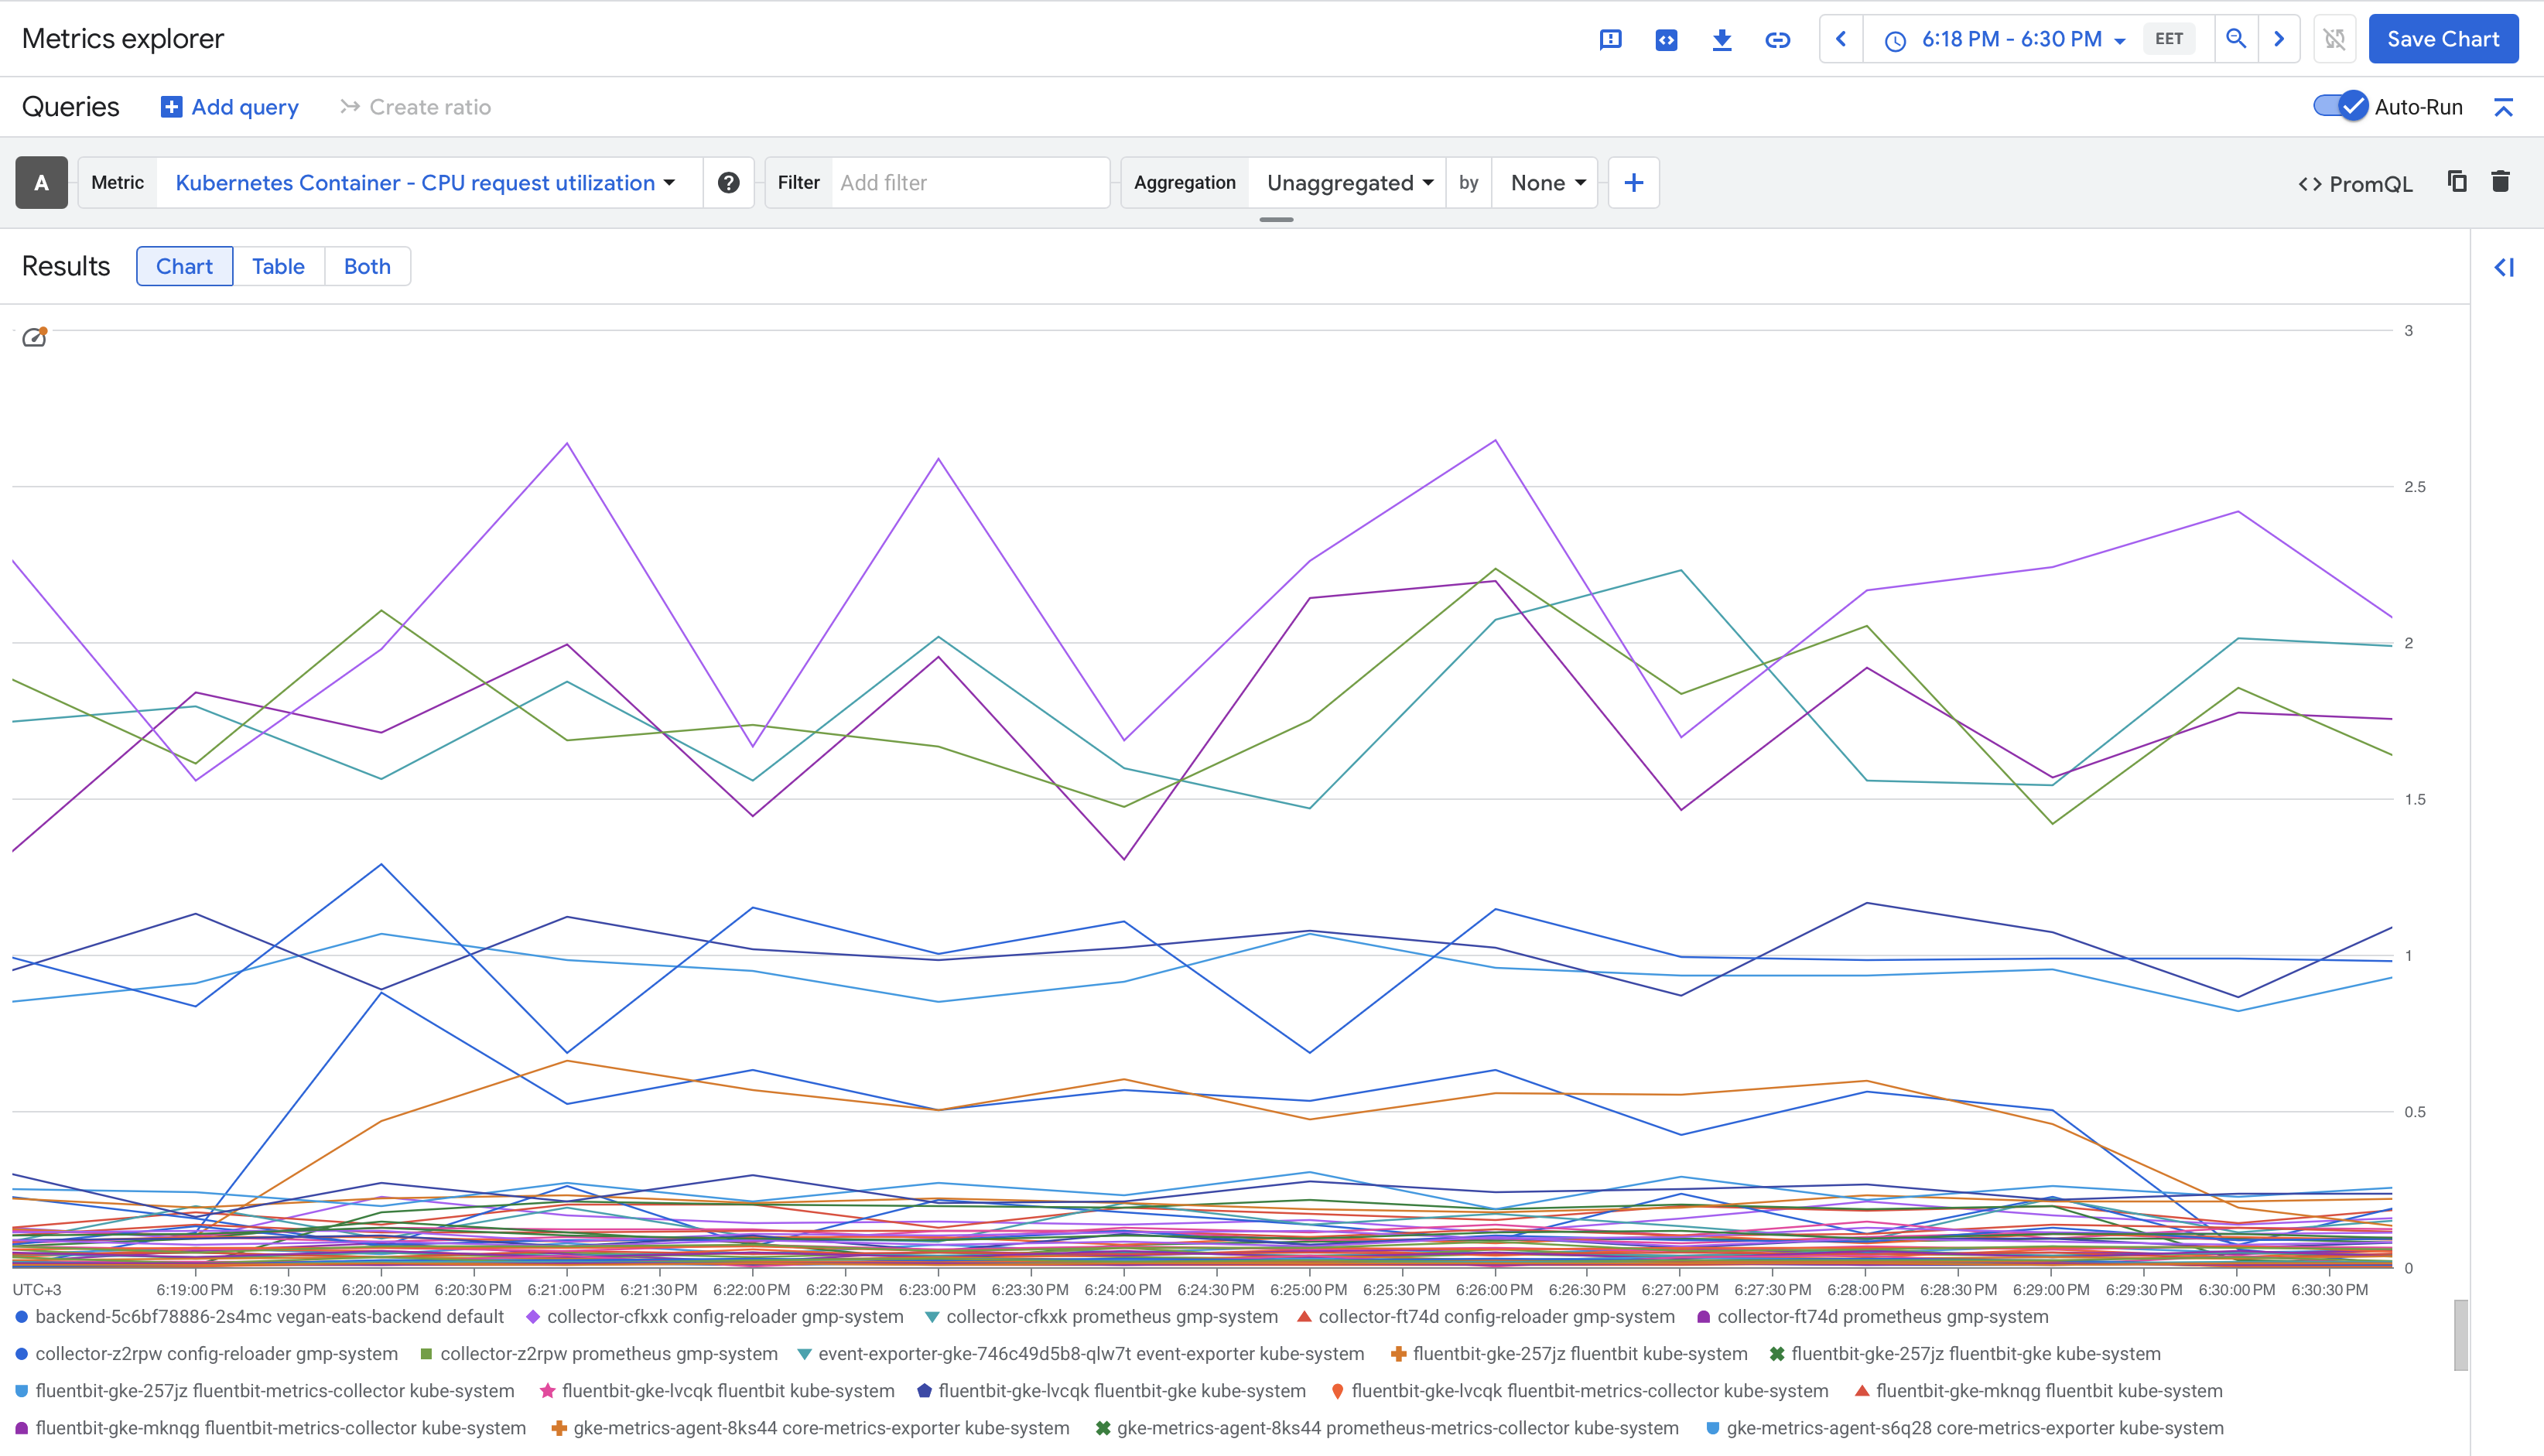 Metrics explorer
6:18 PM - 6:30 PM
EET
Save Chart
Queries
Add query
Create ratio
Auto-Run
A
Metric
Kubernetes Container - CPU request utilization
Filter
Add filter
Aggregation
Unaggregated
by
None
PromQL
Results
Chart
Table
Both
3
2.5
2
1.5
1
0.5
0
UTC+3
6:19:00 PM
6:19:30 PM
6:20:00 PM
6:20:30 PM
6:21:00 PM
6:21:30 PM
6:22:00 PM
6:22:30 PM
6:23:00 PM
6:23:30 PM
6:24:00 PM
6:24:30 PM
6:25:00 PM
6:25:30 PM
6:26:00 PM
6:26:30 PM
6:27:00 PM
6:27:30 PM
6:28:00 PM
6:28:30 PM
6:29:00 PM
6:29:30 PM
6:30:00 PM
6:30:30 PM
backend-5c6bf78886-2s4mc vegan-eats-backend default
collector-cfkxk config-reloader gmp-system
collector-cfkxk prometheus gmp-system
collector-ft74d config-reloader gmp-system
collector-ft74d prometheus gmp-system
collector-z2rpw config-reloader gmp-system
collector-z2rpw prometheus gmp-system
event-exporter-gke-746c49d5b8-qlw7t event-exporter kube-system
fluentbit-gke-257jz fluentbit kube-system
fluentbit-gke-257jz fluentbit-gke kube-system
fluentbit-gke-257jz fluentbit-metrics-collector kube-system
fluentbit-gke-lvcqk fluentbit kube-system
fluentbit-gke-lvcqk fluentbit-gke kube-system
fluentbit-gke-lvcqk fluentbit-metrics-collector kube-system
fluentbit-gke-mknqg fluentbit kube-system
fluentbit-gke-mknqg fluentbit-metrics-collector kube-system
gke-metrics-agent-8ks44 core-metrics-exporter kube-system
gke-metrics-agent-8ks44 prometheus-metrics-collector kube-system
gke-metrics-agent-s6q28 core-metrics-exporter kube-system